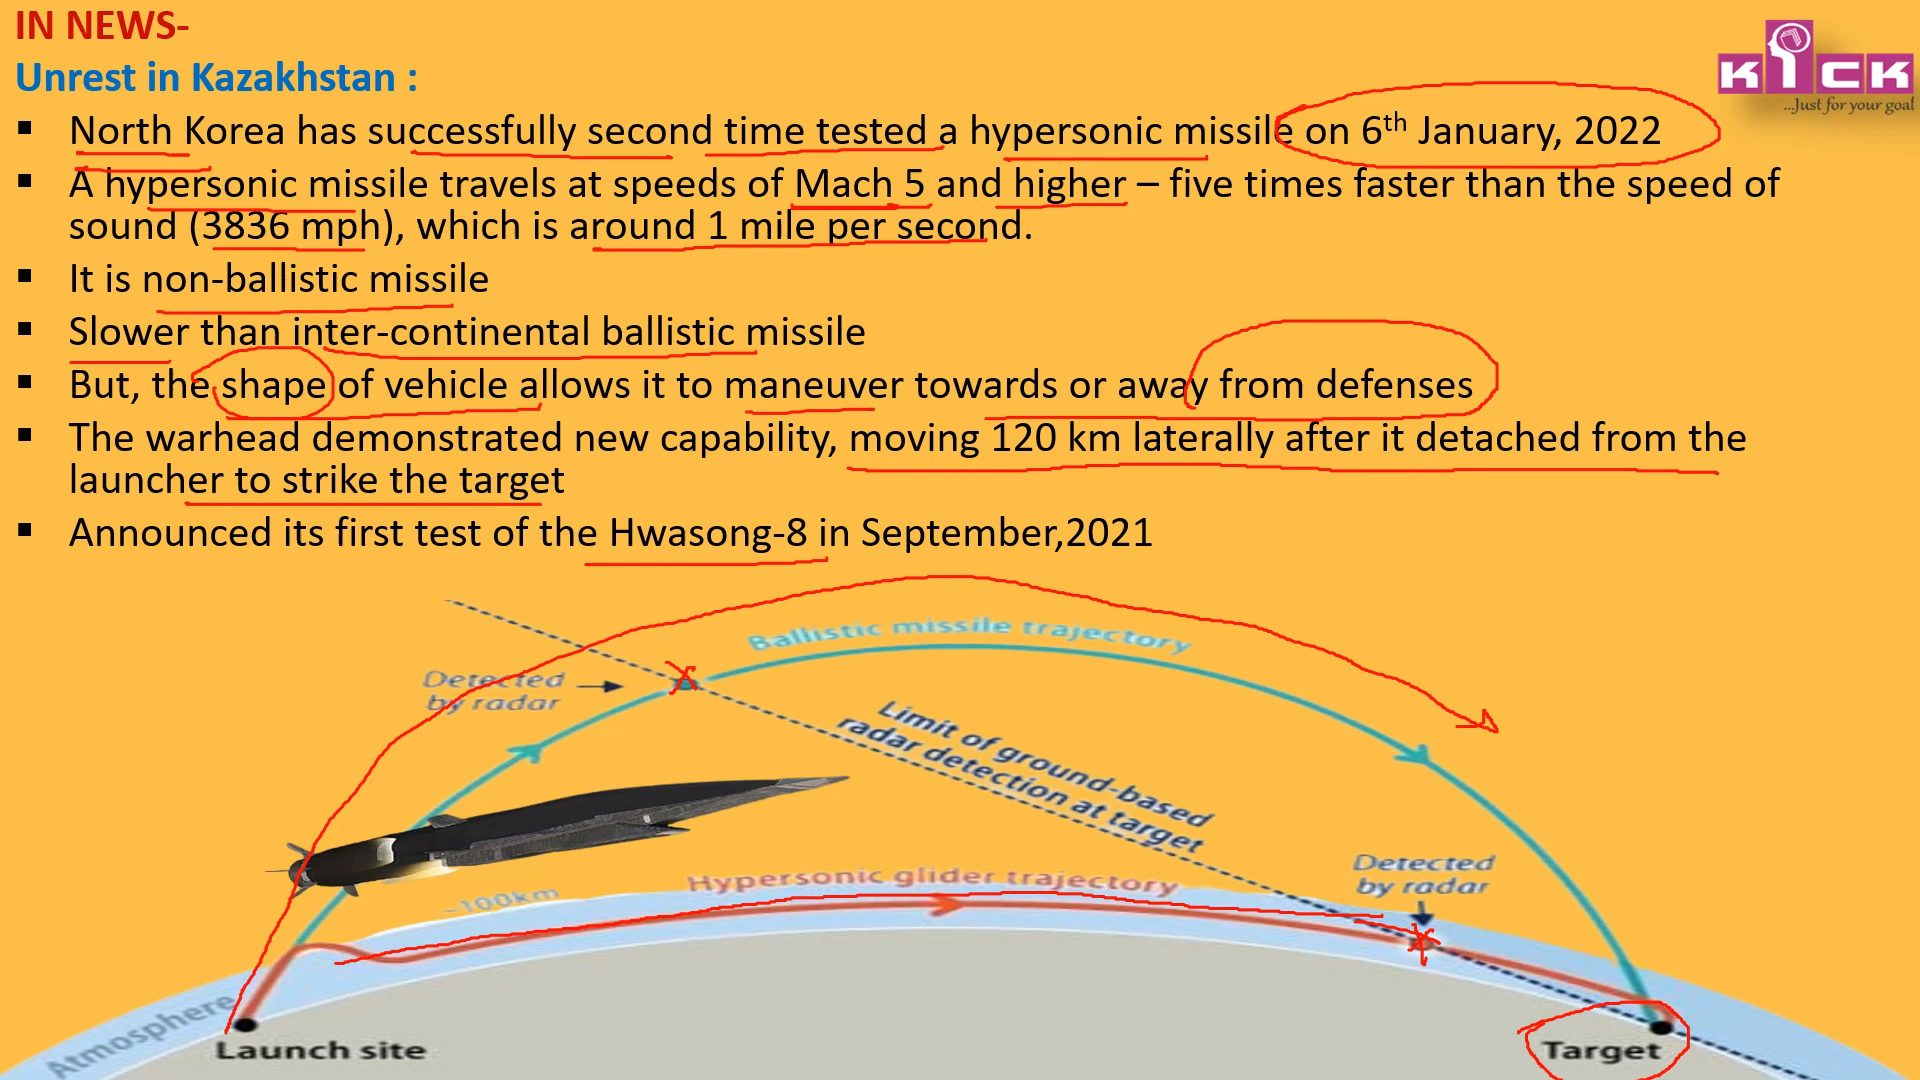 IN NEWS-
Unrest in Kazakhstan :
KICK
...Just for your goal
▪ North Korea has successfully second time tested a hypersonic missile on 6th January, 2022
▪ A hypersonic missile travels at speeds of Mach 5 and higher – five times faster than the speed of
sound (3836 mph), which is around 1 mile per second.
▪ It is non-ballistic missile
▪ Slower than inter-continental ballistic missile
▪ But, the shape of vehicle allows it to maneuver towards or away from defenses
▪ The warhead demonstrated new capability, moving 120 km laterally after it detached from the
launcher to strike the target
▪ Announced its first test of the Hwasong-8 in September,2021
Ballistic missile trajectory
Detected
by radar
Limit of ground-based
radar detection at target
Detected
by radar
Hypersonic glider trajectory
~100km
Atmosphere
Launch site
Target